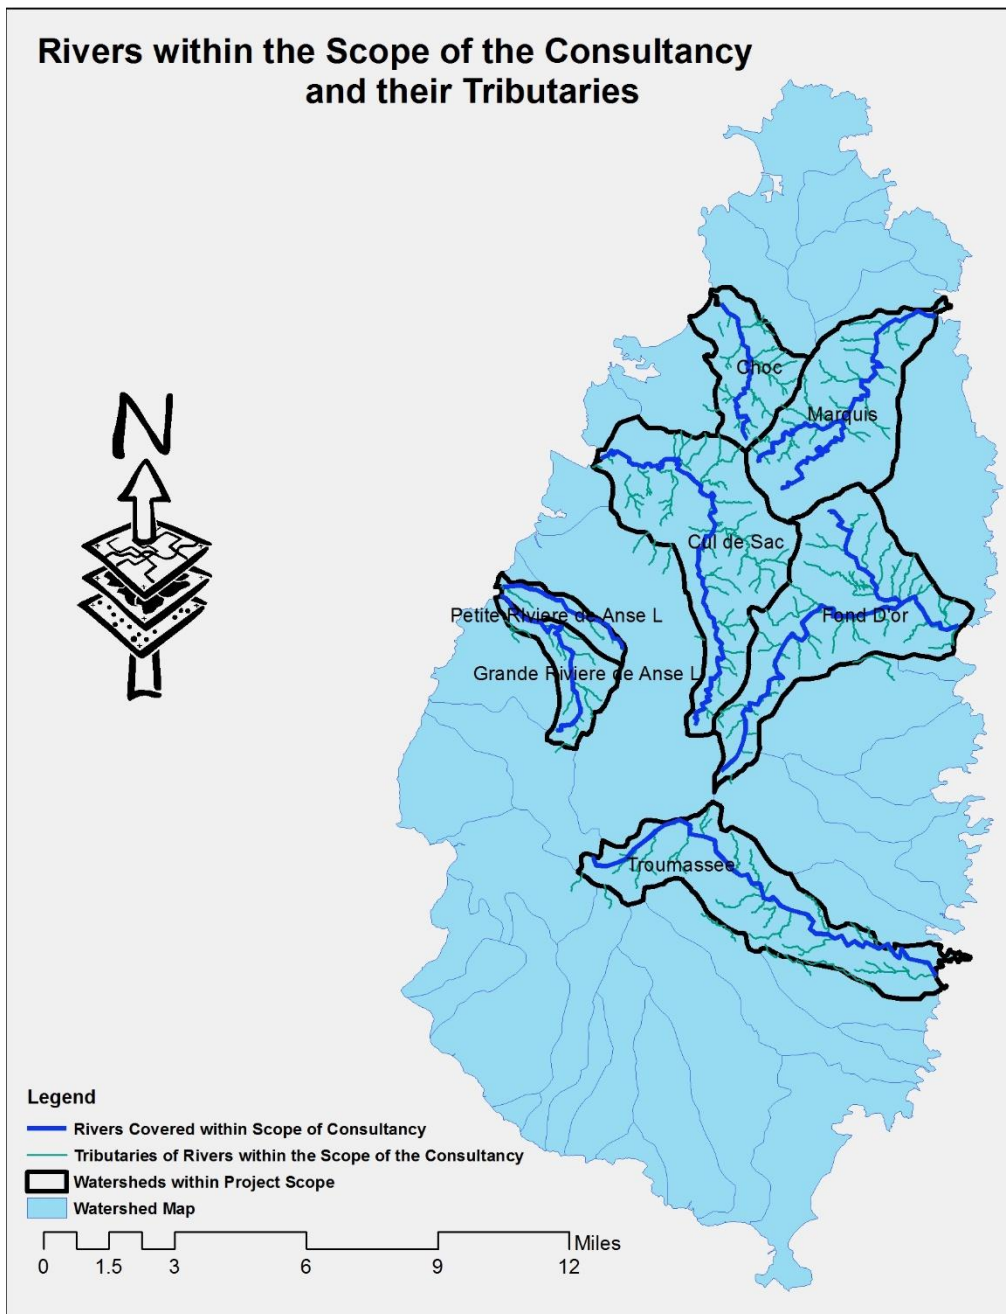 Rivers within the Scope of the Consultancy
and their Tributaries
Choc
Marquis
Cul de Sac
Petite Riviere de Anse L
Fond D'or
Grande Riviere de Anse L
Troumassee
N
Legend
Rivers Covered within Scope of Consultancy
Tributaries of Rivers within the Scope of the Consultancy
Watersheds within Project Scope
Watershed Map
Miles
0 1.5 3 6 9 12